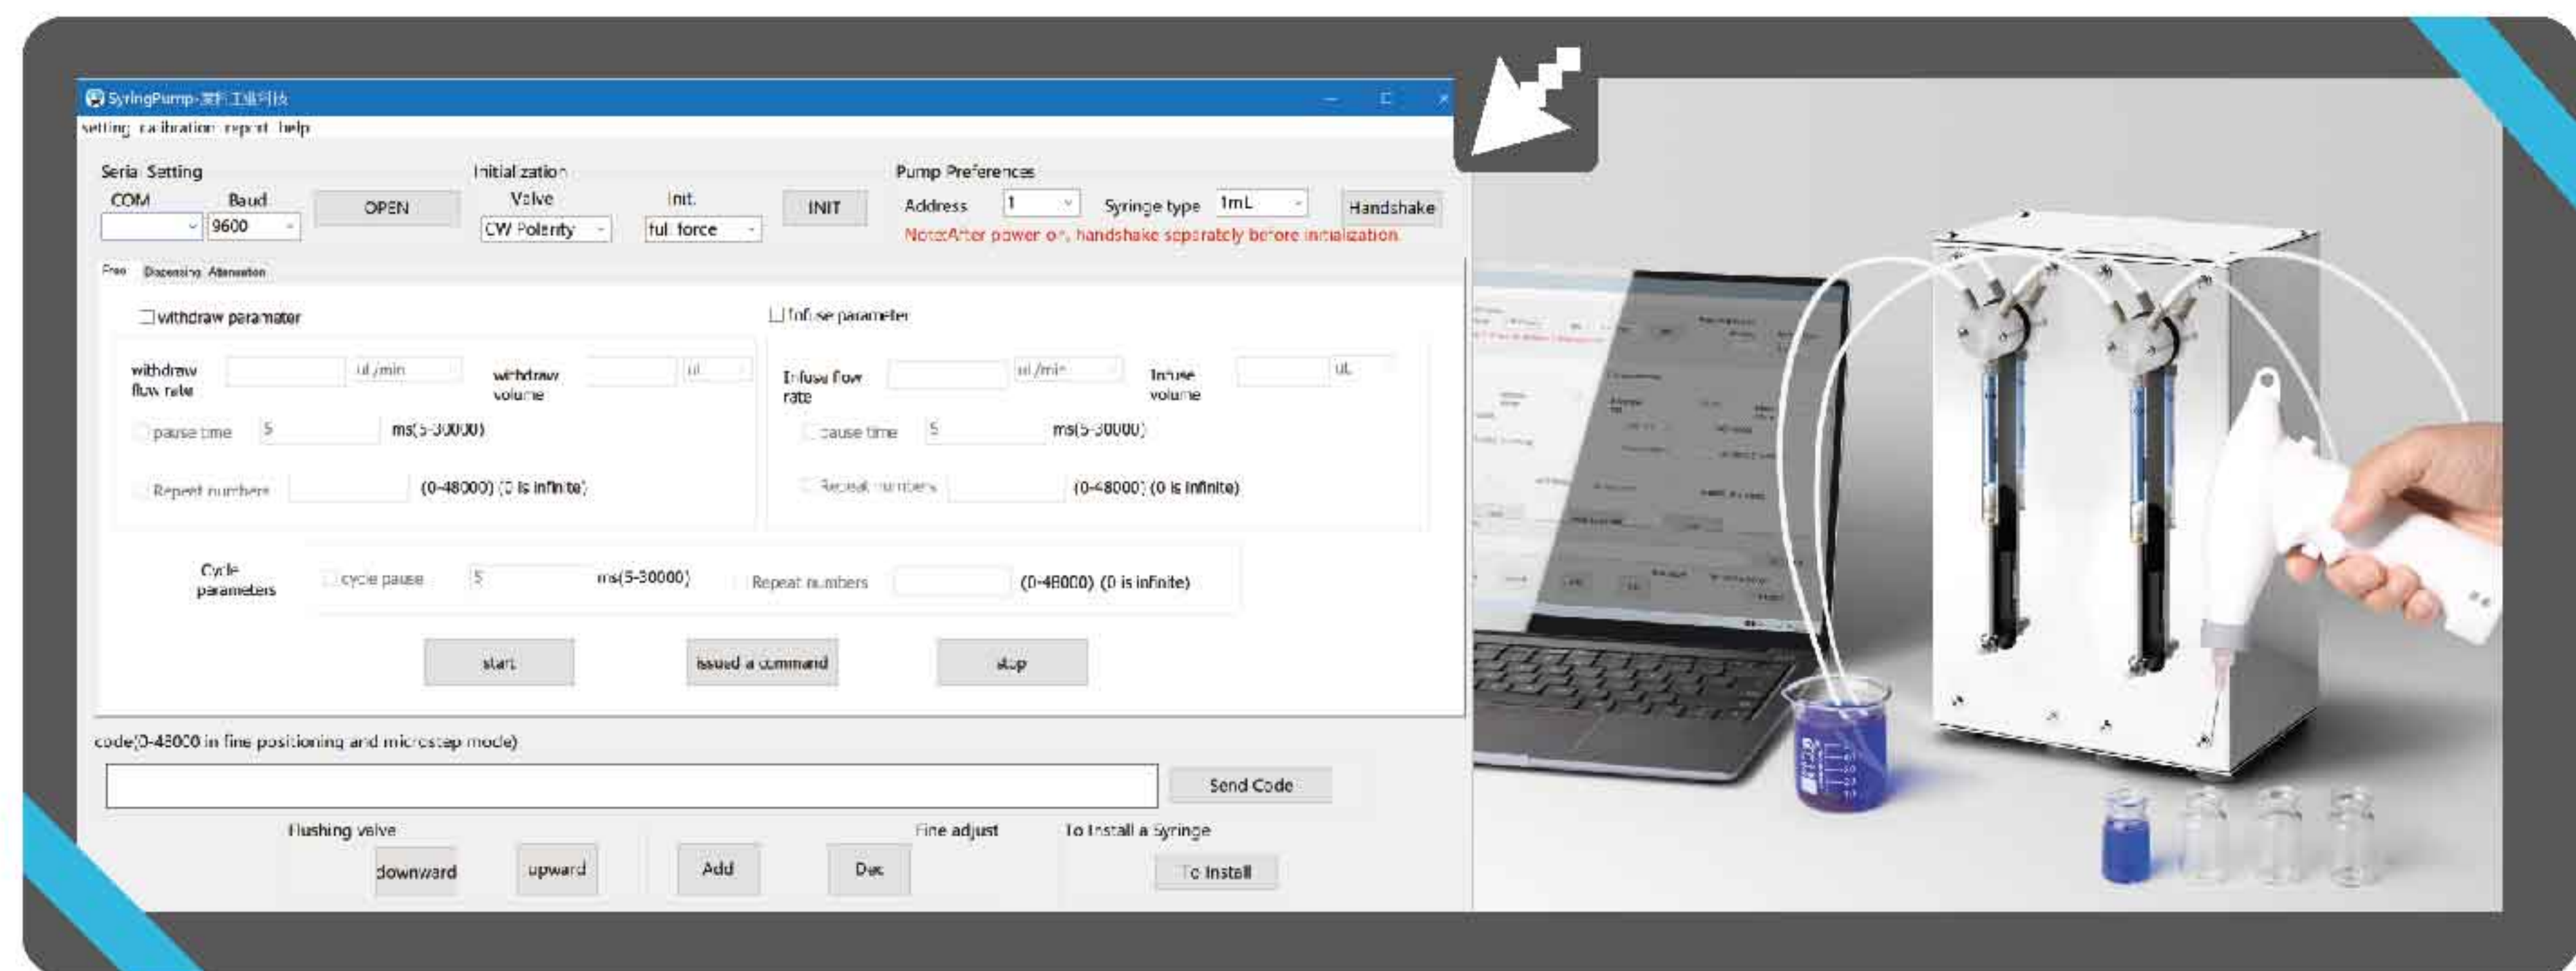 SyringPump-
setting calibration report help
Serial Setting
Initialization
Pump Preferences
COM Baud OPEN
Valve Init. INIT
Address 1 Syringe type 1mL Handshake
9600
CW Polarity full force
Note:After power on, handshake separately before initialization.
Free Dispensing Attenuation
withdraw paramater
Infuse parameter
withdraw flow rate ul/min withdraw volume ul
Infuse flow rate ul/min Infuse volume uL
pause time 5 ms(5-30000)
pause time 5 ms(5-30000)
Repeat numbers (0-48000) (0 is infinite)
Repeat numbers (0-48000) (0 is infinite)
Cycle parameters cycle pause 5 ms(5-30000) Repeat numbers (0-48000) (0 is infinite)
start issued a command stop
code(0-48000 in fine positioning and microstep mode)
Send Code
Flushing valve Fine adjust To Install a Syringe
downward upward Add Dec To Install